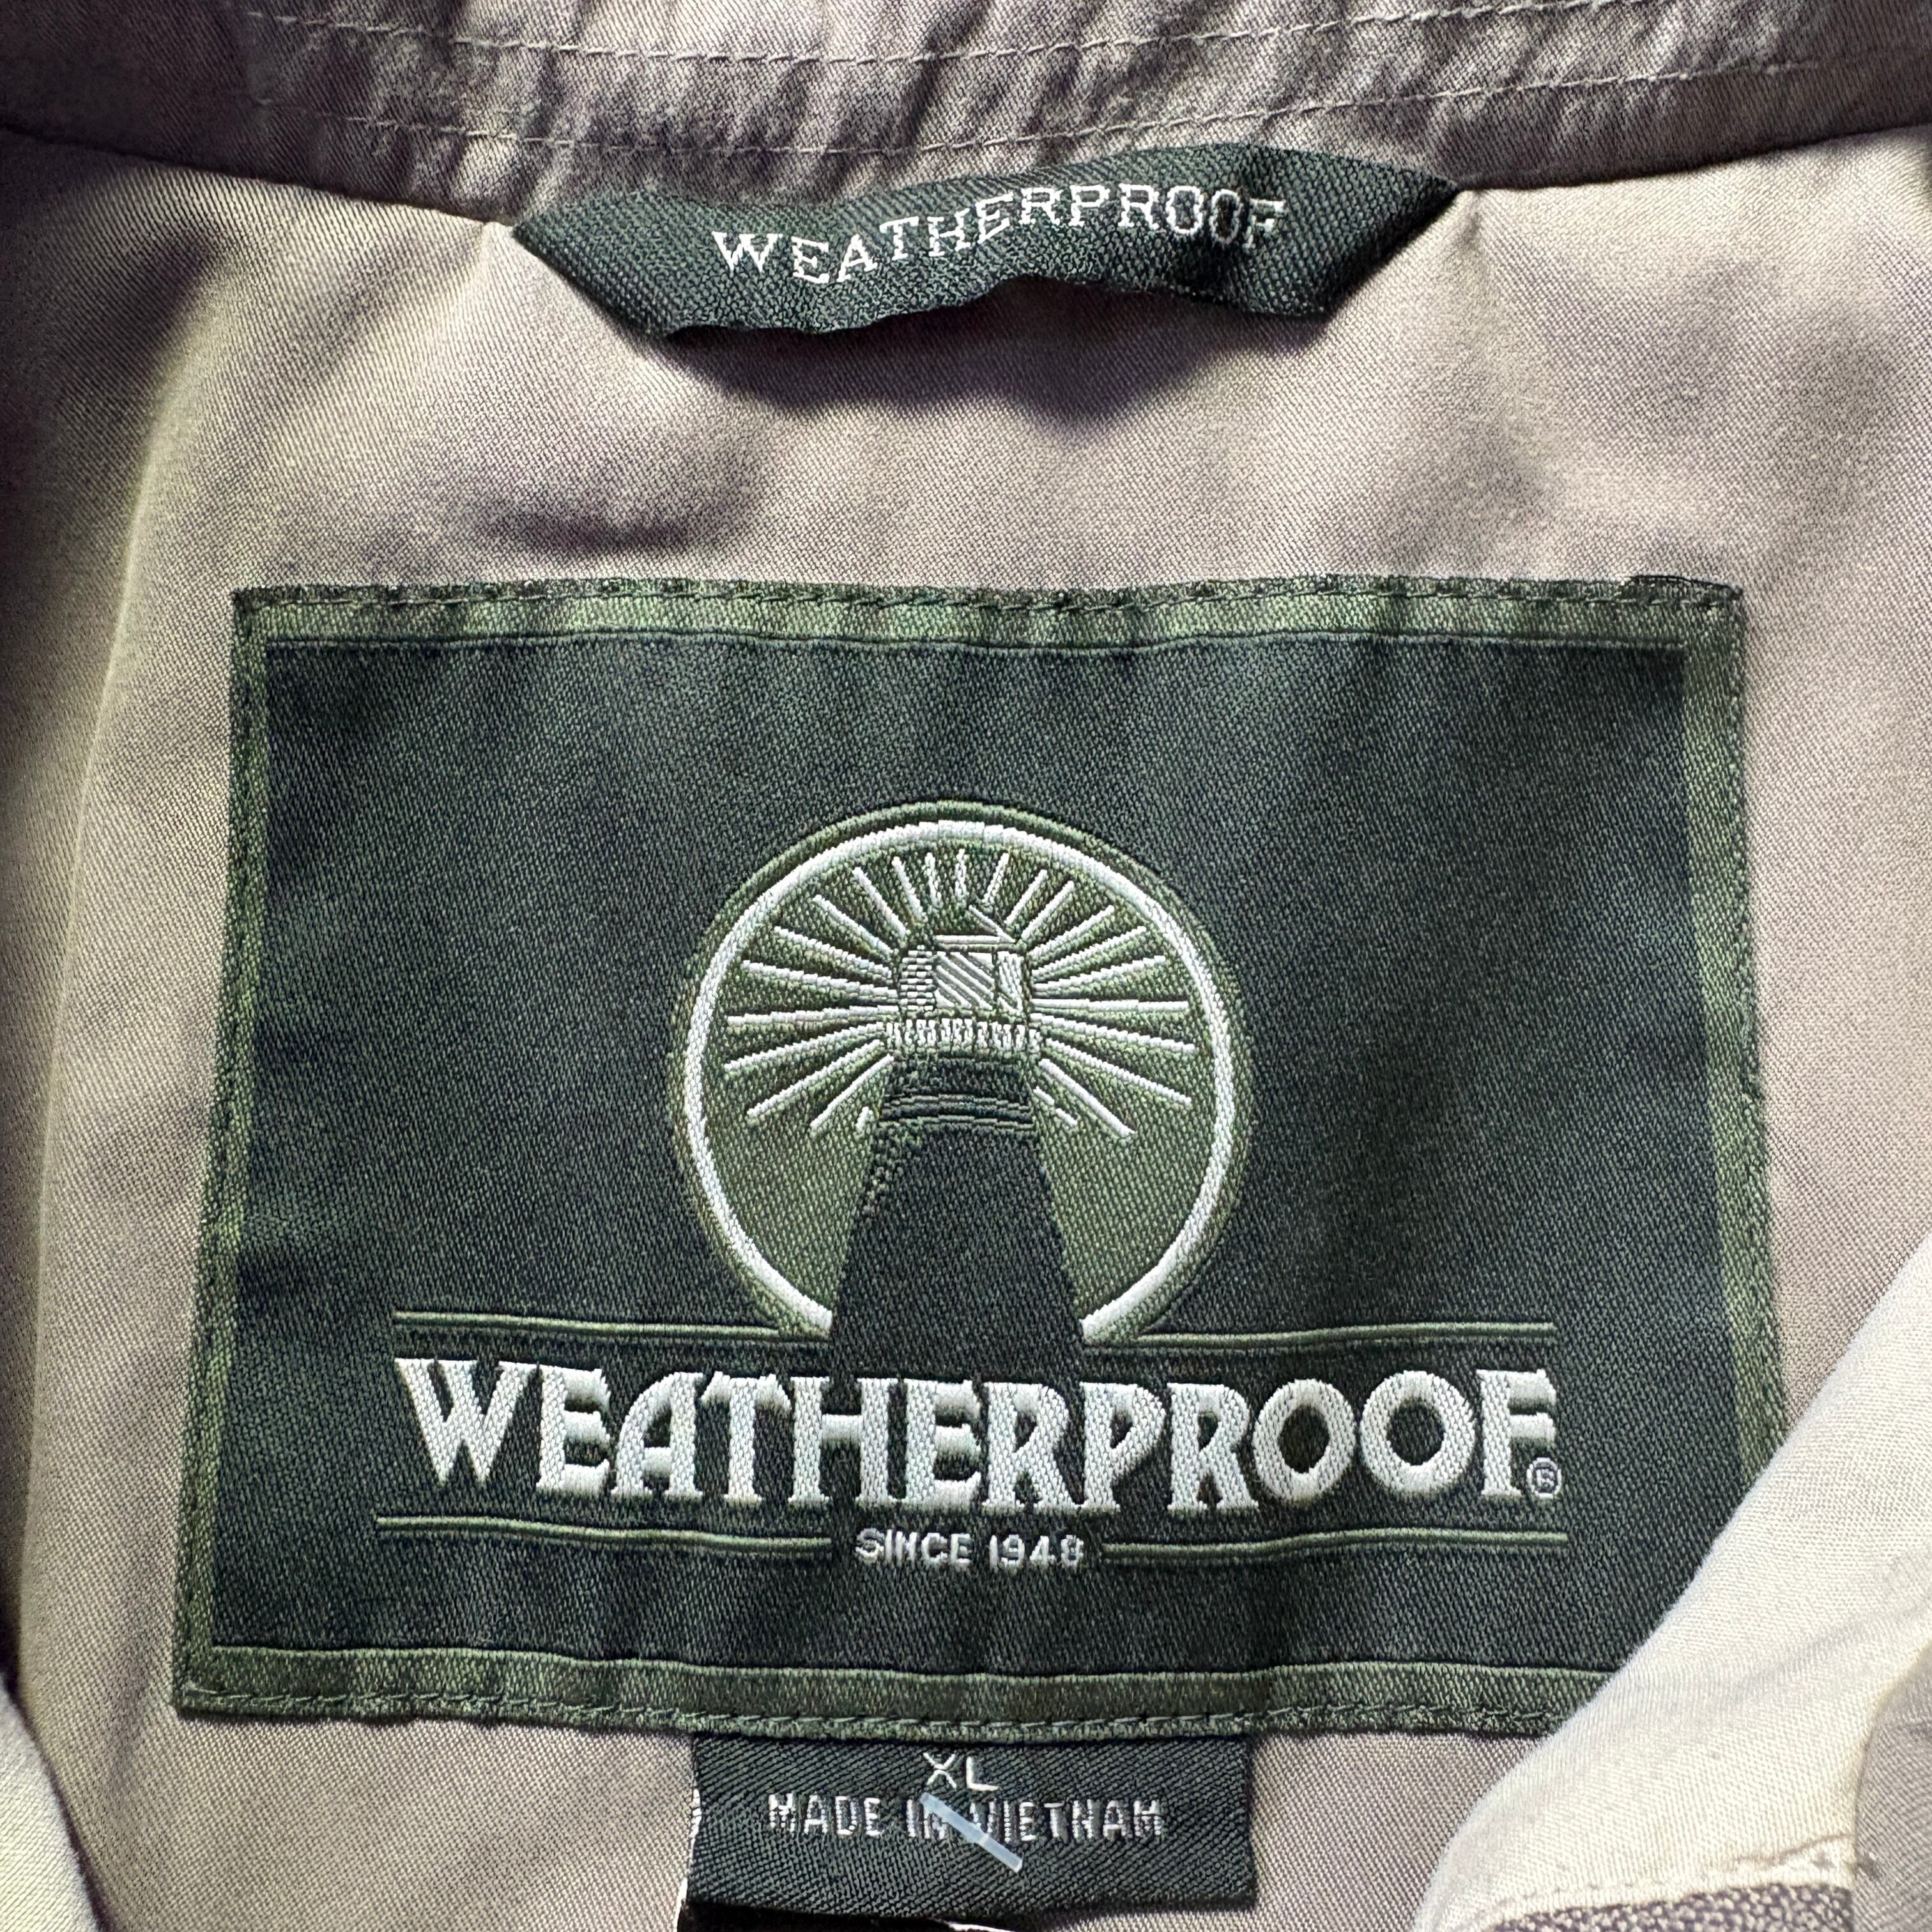 WEATHERPROOF
WEATHERPROOF®
SINCE 1948
XL
MADE IN VIETNAM